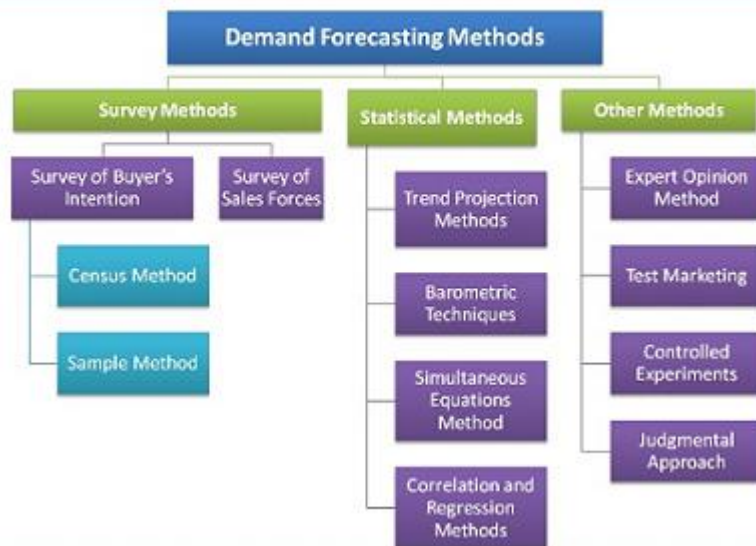 Demand Forecasting Methods
Survey Methods
Survey of Buyer's
Intention
Survey of
Sales Forces
Census Method
Sample Method
Statistical Methods
Trend Projection
Methods
Barometric
Techniques
Simultaneous
Equations
Method
Correlation and
Regression
Methods
Other Methods
Expert Opinion
Method
Test Marketing
Controlled
Experiments
Judgmental
Approach